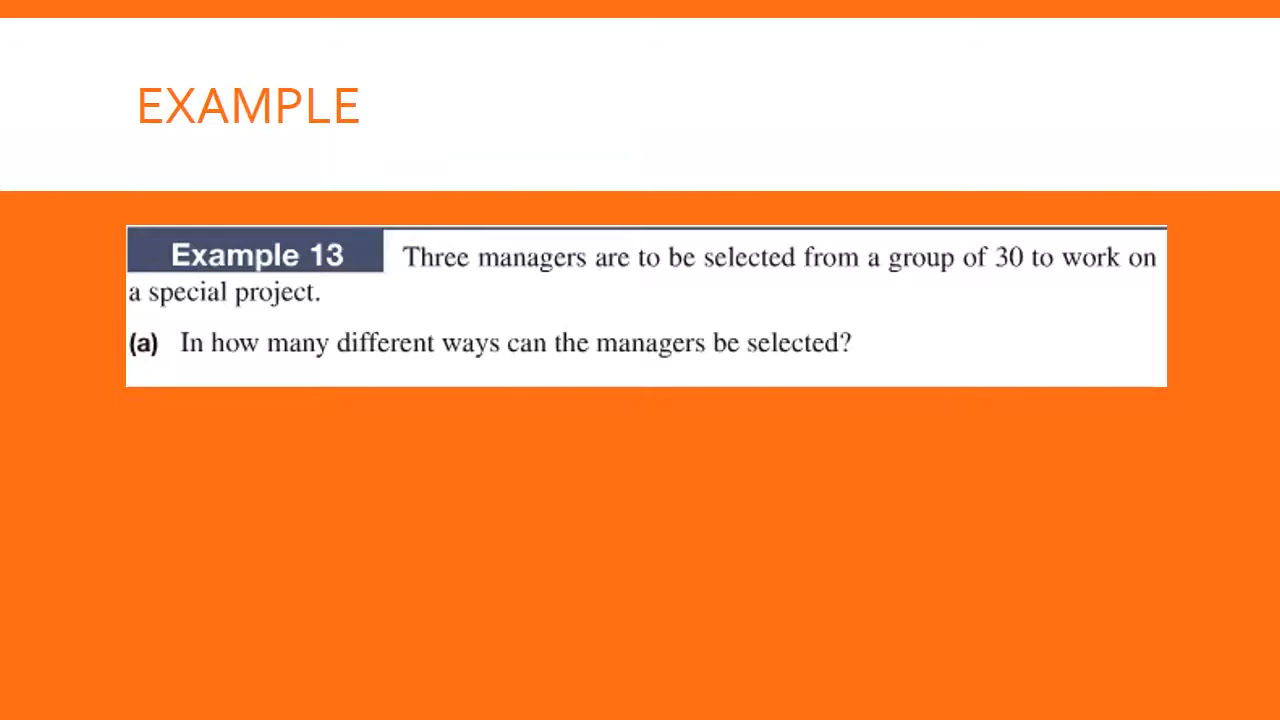 EXAMPLE
Example 13 Three managers are to be selected from a group of 30 to work on
a special project.
(a) In how many different ways can the managers be selected?